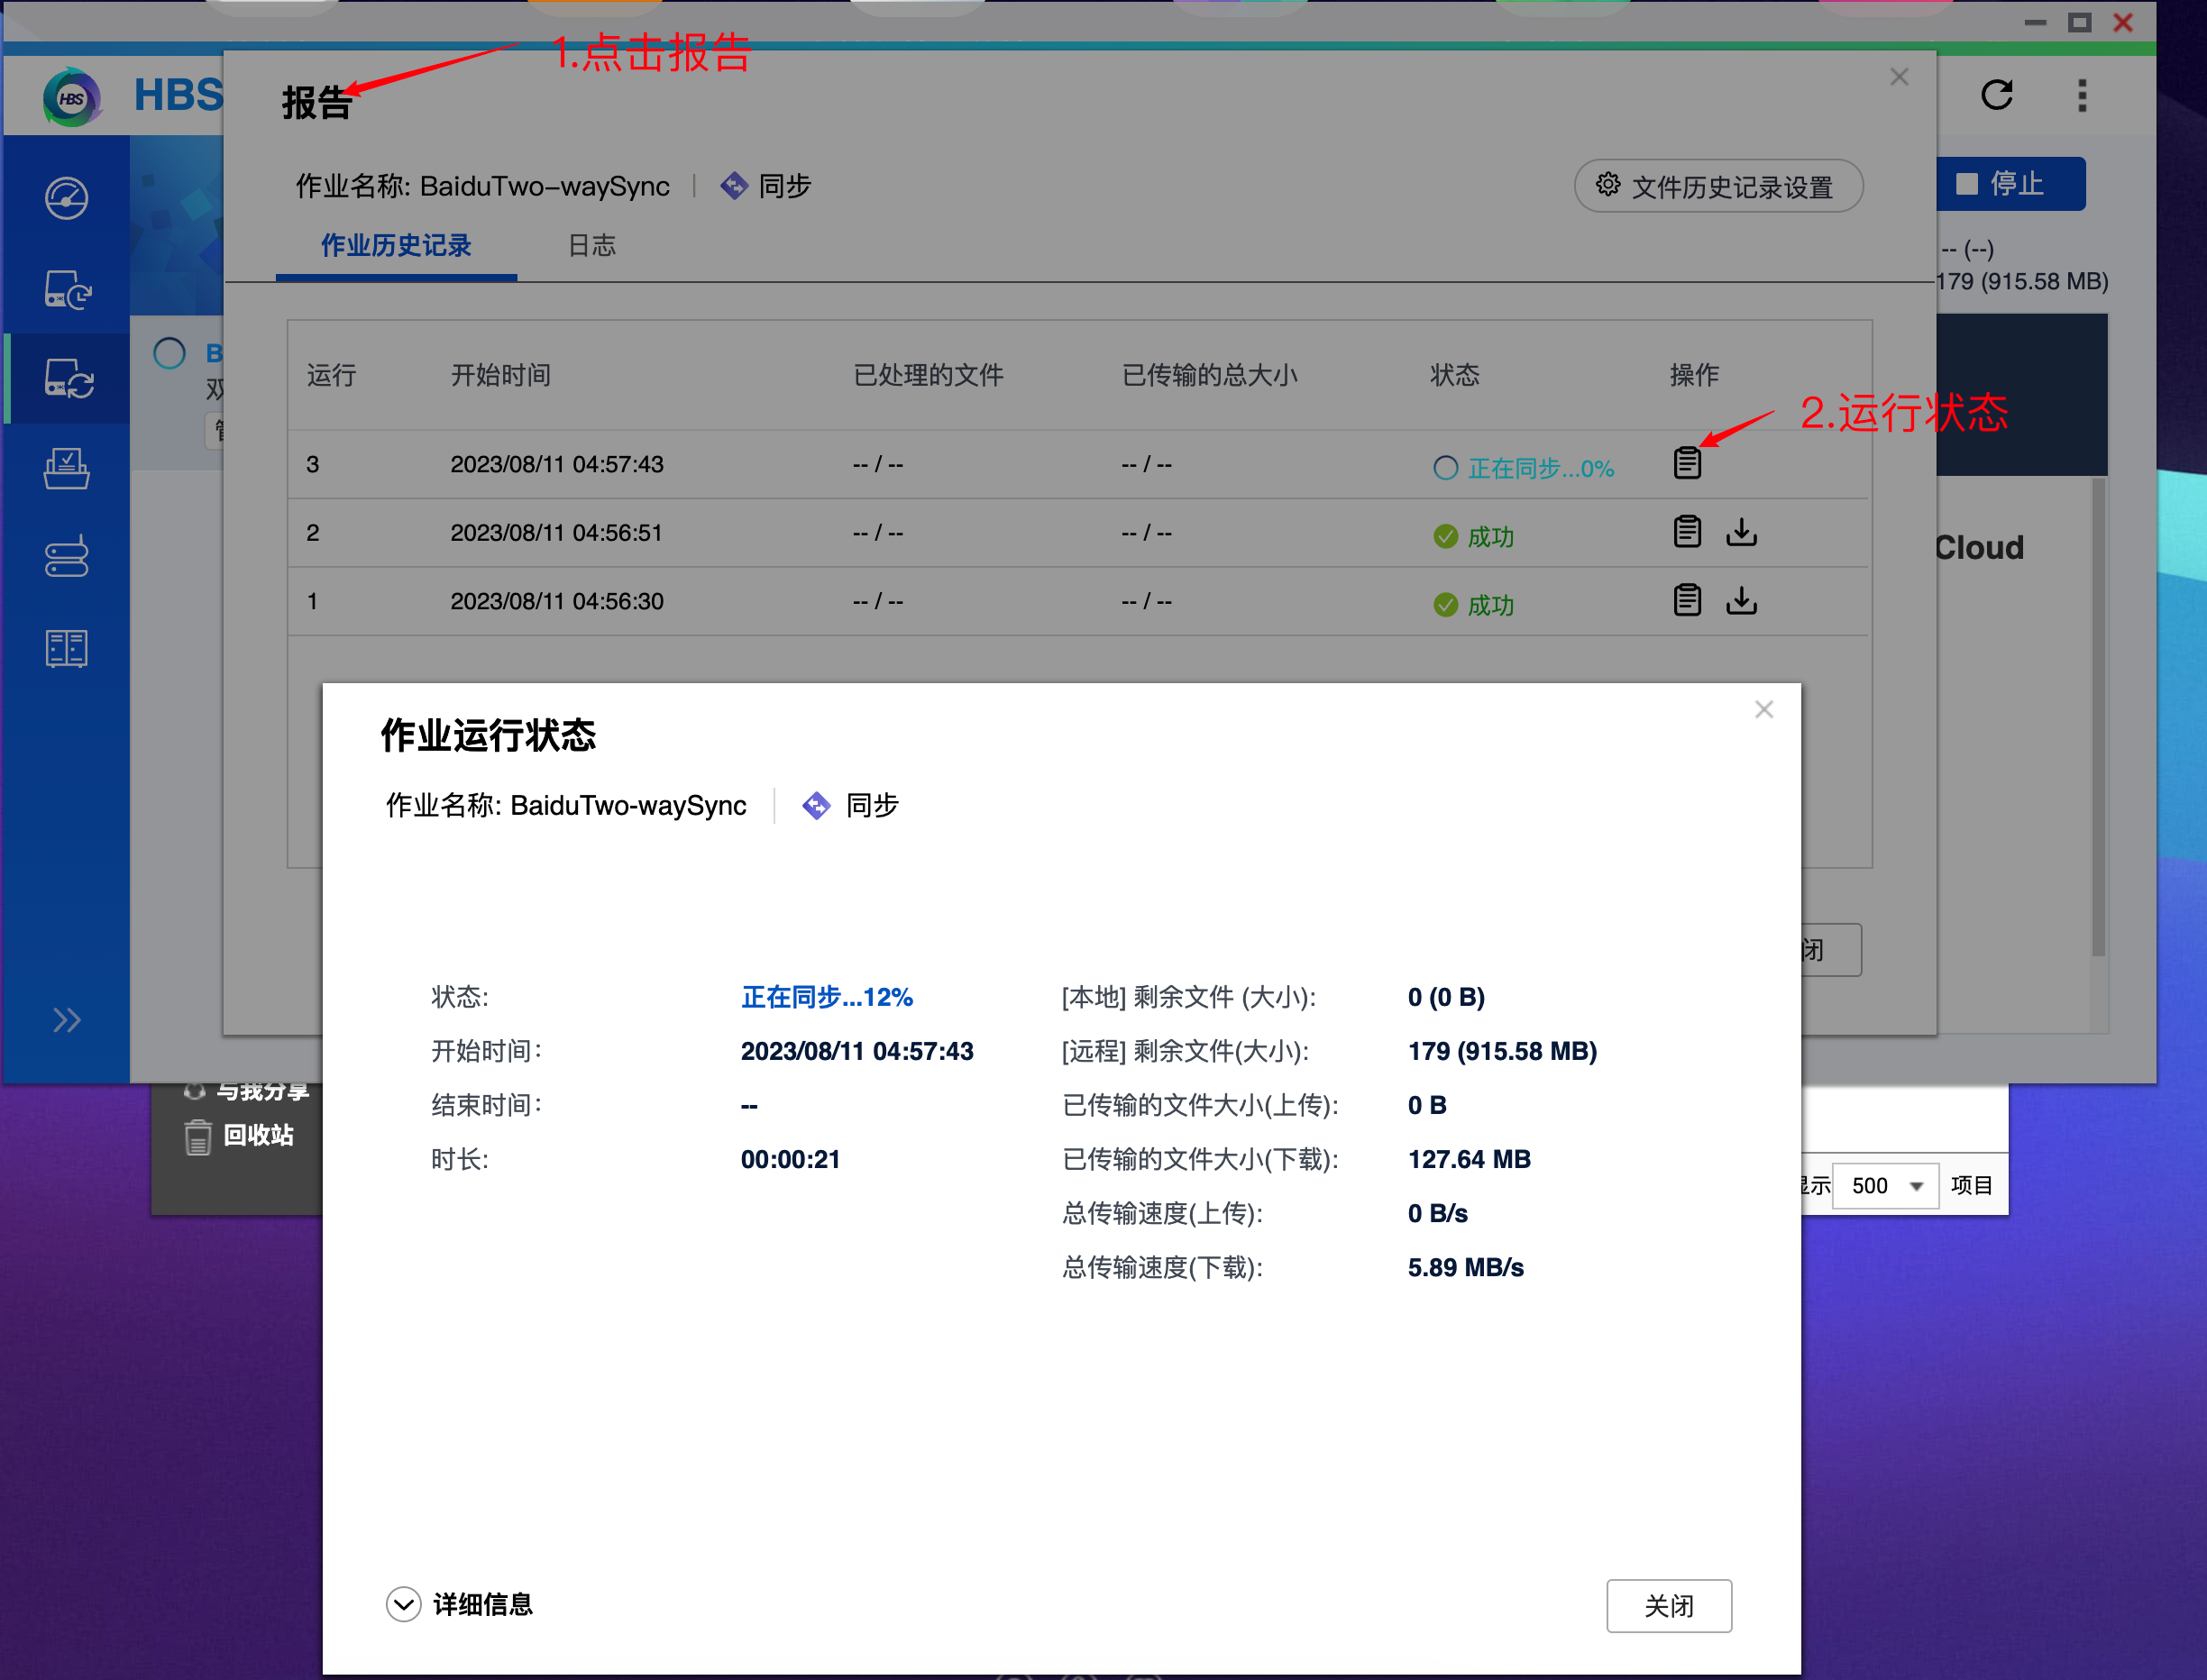 1.点击报告
HBS
报告
作业名称: BaiduTwo-waySync
同步
文件历史记录设置
停止
作业历史记录
日志
-- (--)
179 (915.58 MB)
运行
开始时间
已处理的文件
已传输的总大小
状态
操作
B
双
2.运行状态
3
2023/08/11 04:57:43
-- / --
-- / --
正在同步...0%
2
2023/08/11 04:56:51
-- / --
-- / --
成功
Cloud
1
2023/08/11 04:56:30
-- / --
-- / --
成功
作业运行状态
作业名称: BaiduTwo-waySync
同步
闭
状态:
正在同步...12%
[本地] 剩余文件 (大小):
0 (0 B)
开始时间:
2023/08/11 04:57:43
[远程] 剩余文件(大小):
179 (915.58 MB)
与我分享
结束时间:
--
已传输的文件大小(上传):
0 B
回收站
时长:
00:00:21
已传输的文件大小(下载):
127.64 MB
示
500
项目
总传输速度(上传):
0 B/s
总传输速度(下载):
5.89 MB/s
详细信息
关闭